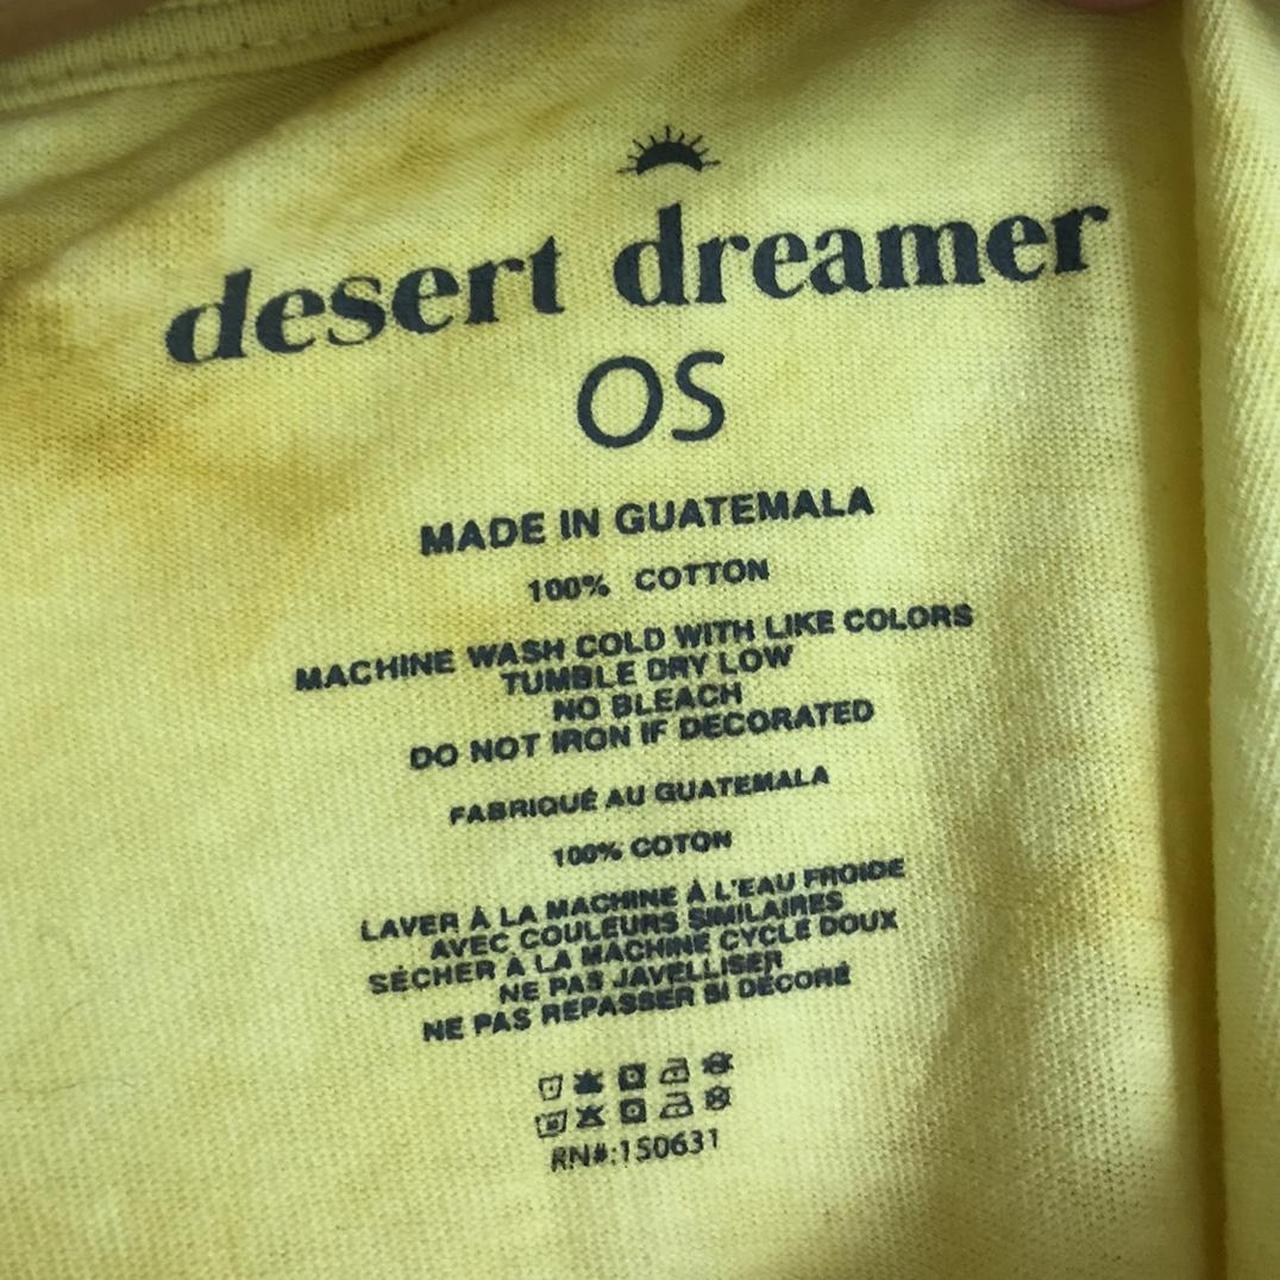 desert dreamer
OS
MADE IN GUATEMALA
100% COTTON
MACHINE WASH COLD WITH LIKE COLORS
TUMBLE DRY LOW
NO BLEACH
DO NOT IRON IF DECORATED
FABRIQUÉ AU GUATEMALA
100% COTON
LAVER À LA MACHINE À L'EAU FROIDE
AVEC COULEURS SIMILAIRES
SÉCHER À LA MACHINE CYCLE DOUX
NE PAS JAVELLISER
NE PAS REPASSER SI DÉCORÉ
RN#:150631